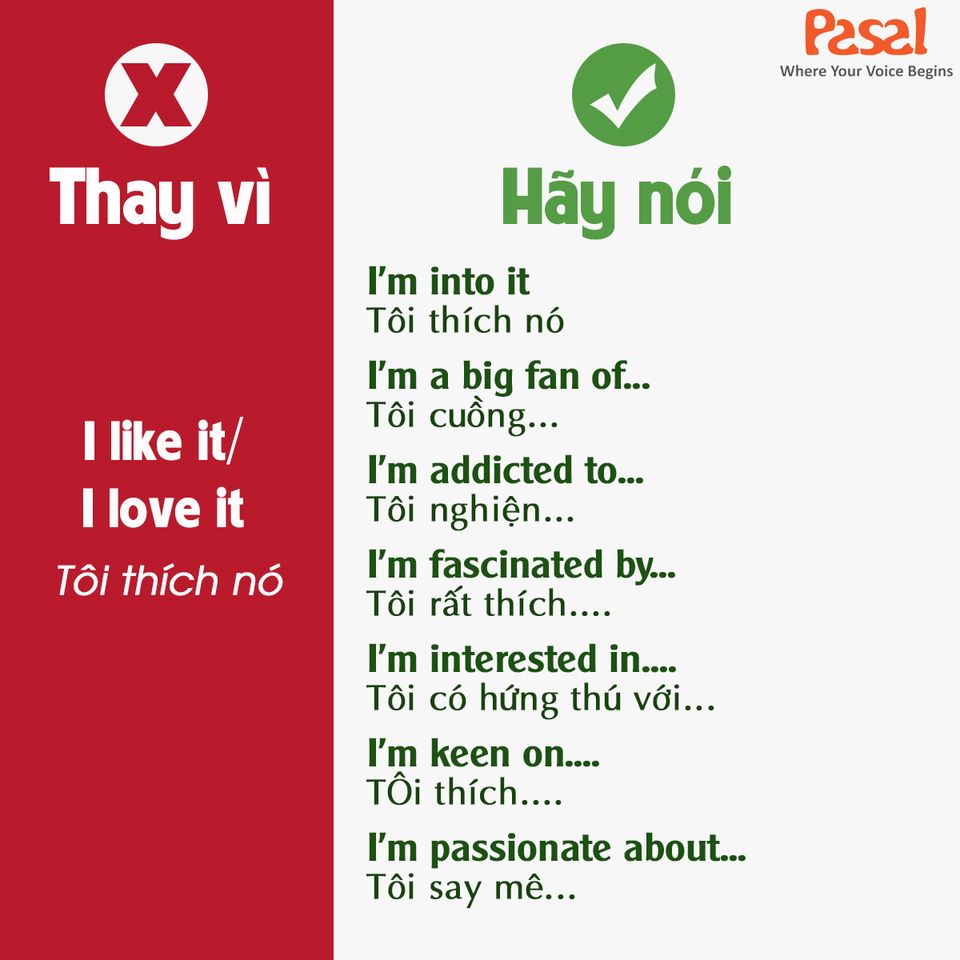 Pasal
Where Your Voice Begins
X
Thay vì
I like it/
I love it
Tôi thích nó
Hãy nói
I'm into it
Tôi thích nó
I'm a big fan of...
Tôi cuồng...
I'm addicted to...
Tôi nghiện...
I'm fascinated by...
Tôi rất thích....
I'm interested in....
Tôi có hứng thú với...
I'm keen on....
TÔi thích....
I'm passionate about...
Tôi say mê...